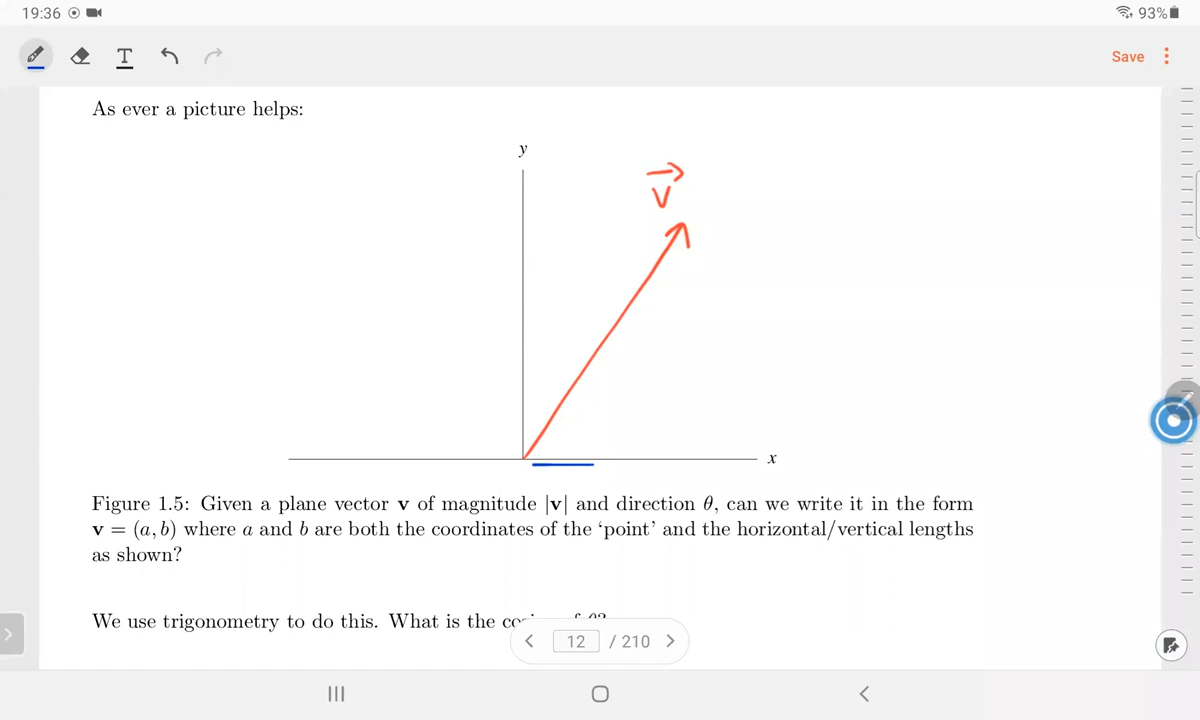 19:36
93%
T
Save
As ever a picture helps:
y
v
x
Figure 1.5: Given a plane vector v of magnitude |v| and direction θ, can we write it in the form
v = (a, b) where a and b are both the coordinates of the ‘point’ and the horizontal/vertical lengths
as shown?
We use trigonometry to do this. What is the
12 / 210